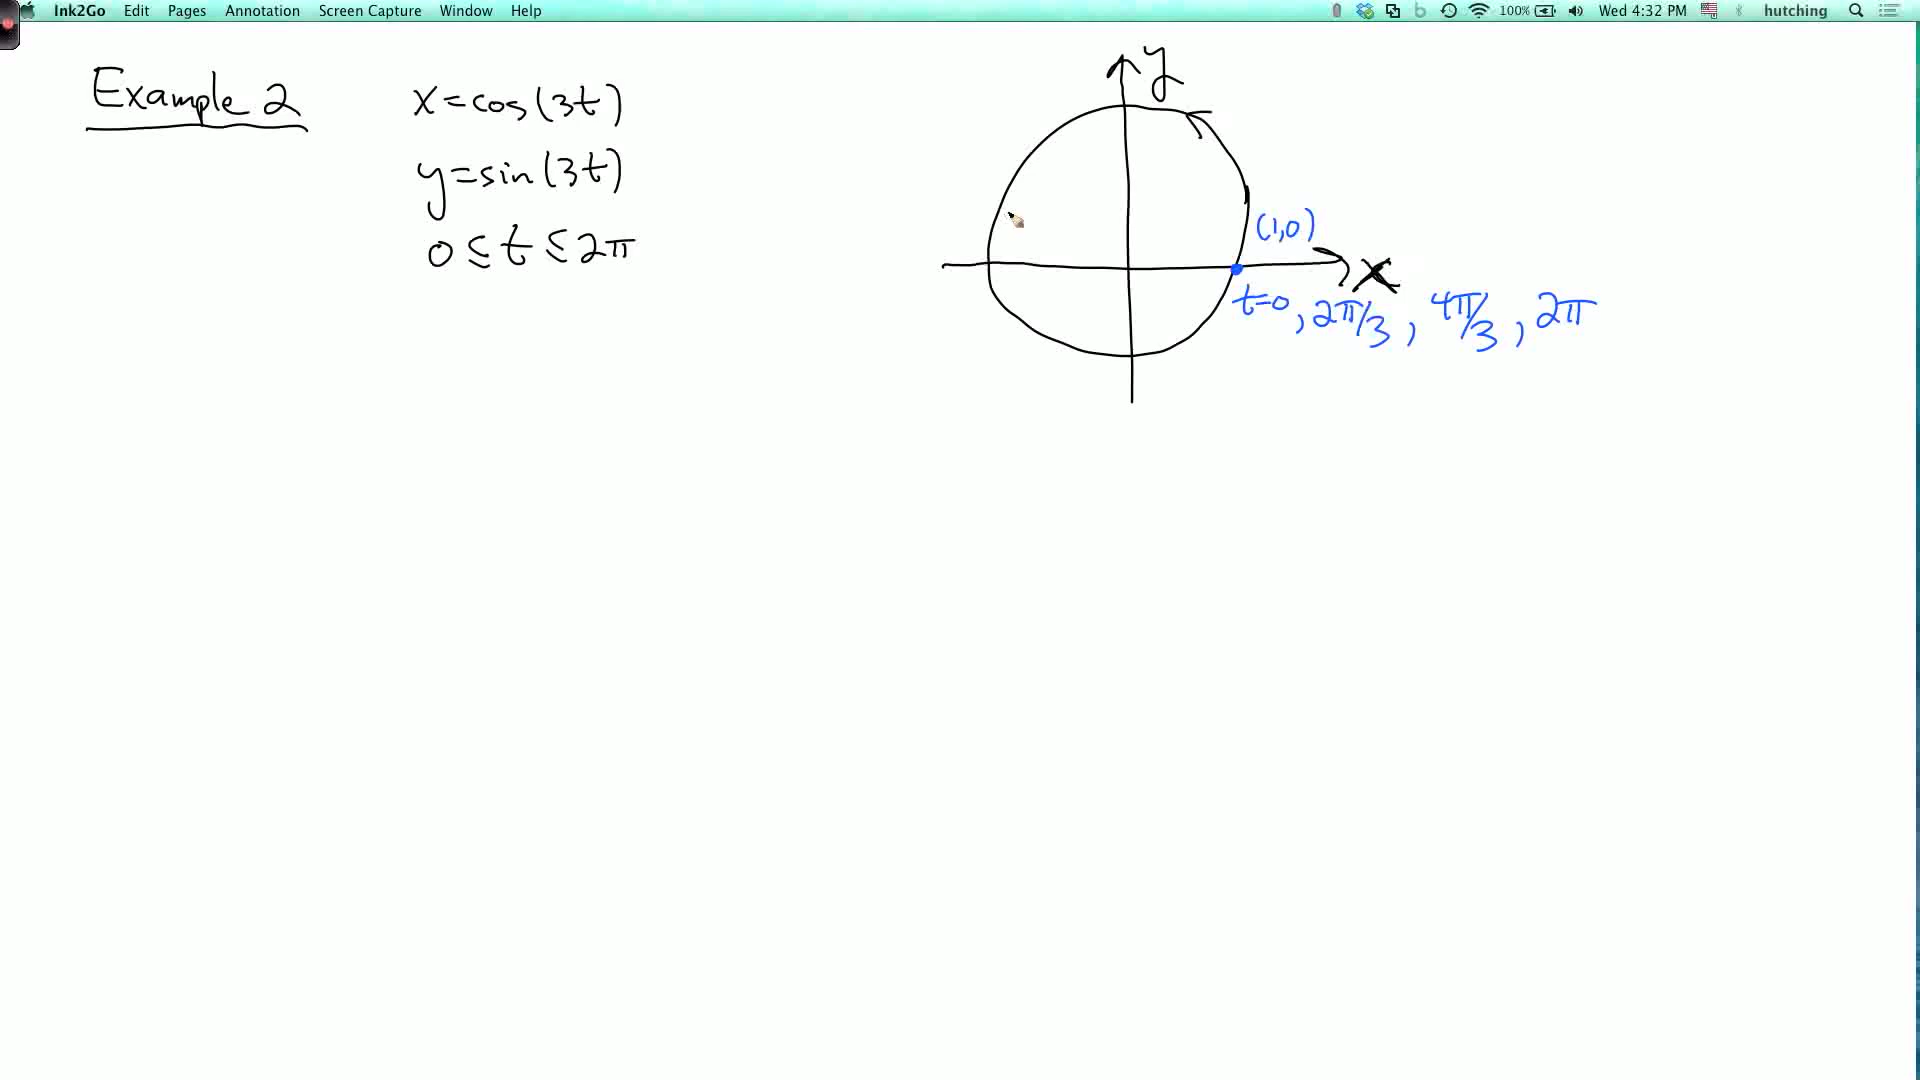 Ink2Go Edit Pages Annotation Screen Capture Window Help 100% Wed 4:32 PM hutching
Example 2
x=cos(3t)
y=sin(3t)
0≤t≤2π
y
(1,0)
x
t=0, 2π/3, 4π/3, 2π